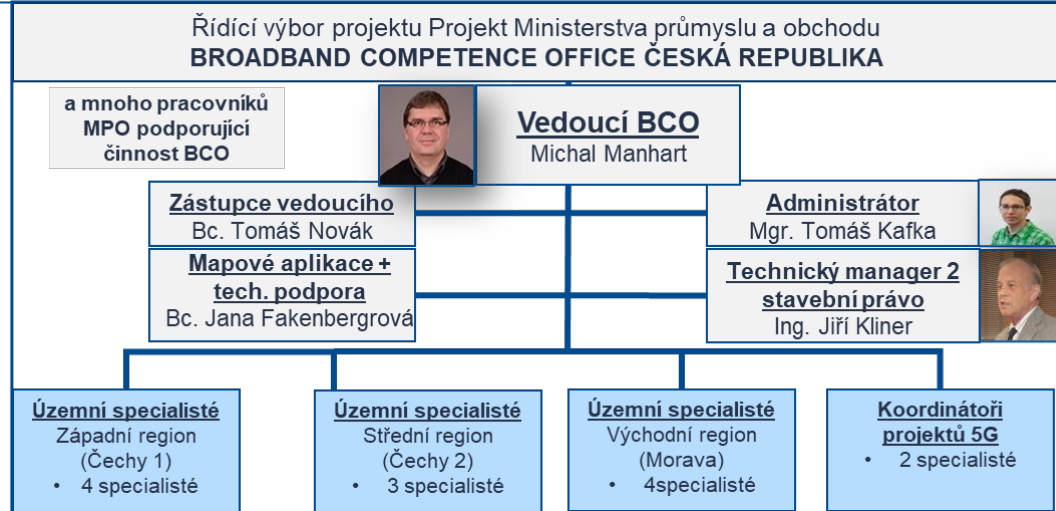 Řídící výbor projektu Projekt Ministerstva průmyslu a obchodu
BROADBAND COMPETENCE OFFICE ČESKÁ REPUBLIKA
a mnoho pracovníků
MPO podporující
činnost BCO
Vedoucí BCO
Michal Manhart
Zástupce vedoucího
Bc. Tomáš Novák
Administrátor
Mgr. Tomáš Kafka
Mapové aplikace +
tech. podpora
Bc. Jana Fakenbergrová
Technický manager 2
stavební právo
Ing. Jiří Kliner
Územní specialisté
Západní region
(Čechy 1)
• 4 specialisté
Územní specialisté
Střední region
(Čechy 2)
• 3 specialisté
Územní specialisté
Východní region
(Morava)
• 4specialisté
Koordinátoři
projektů 5G
• 2 specialisté